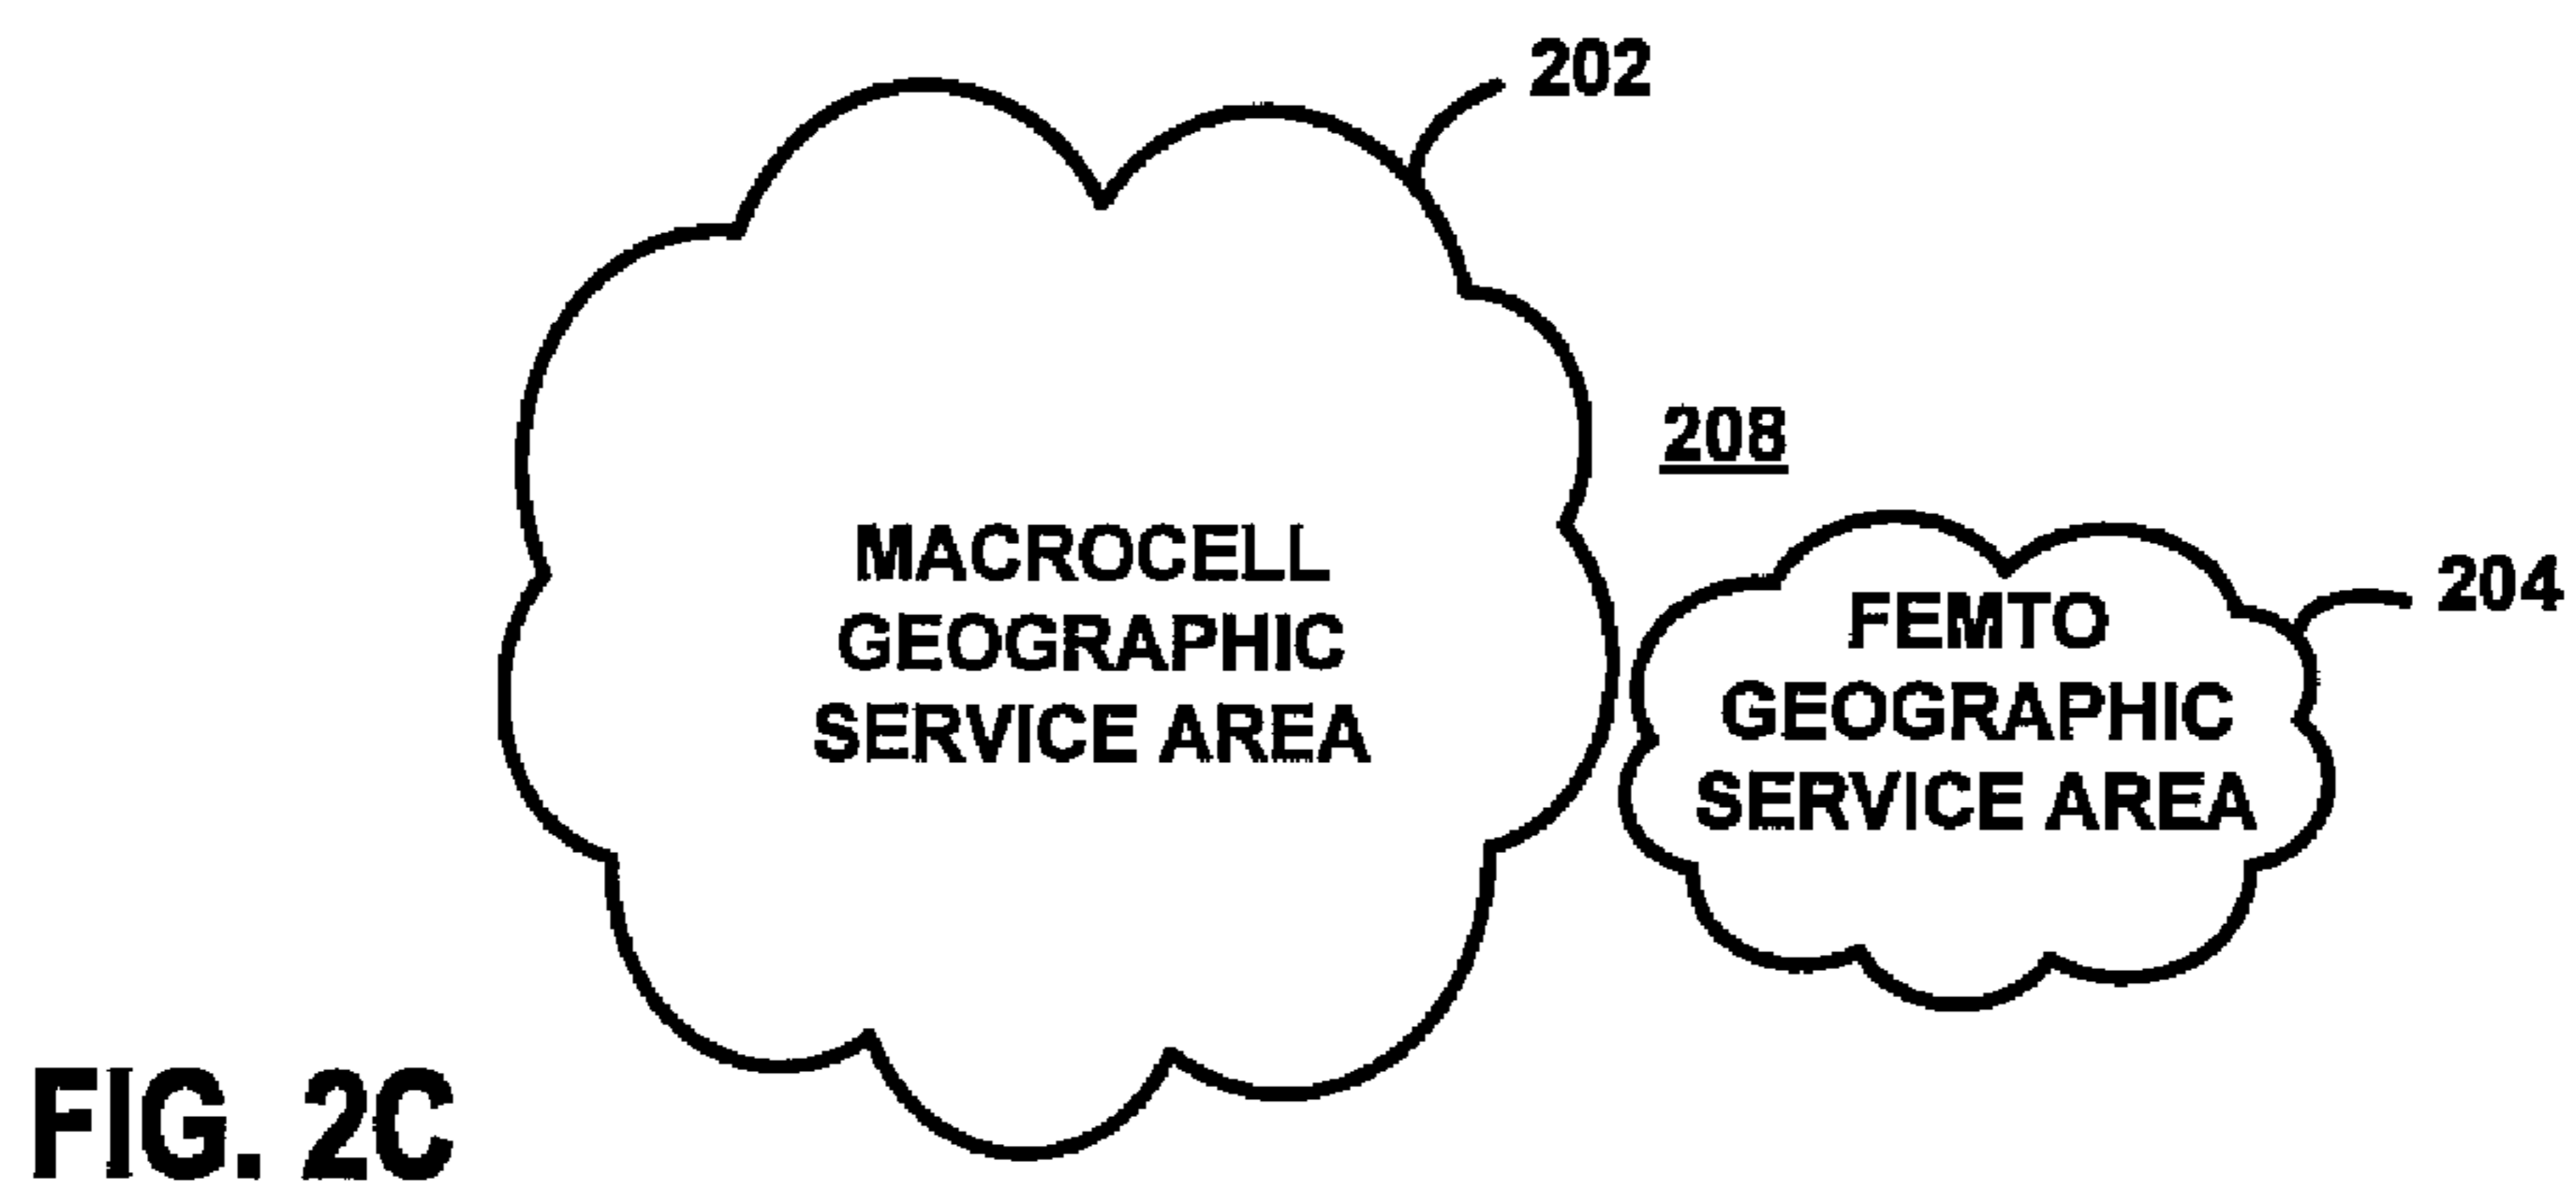 202
208
MACROCELL
GEOGRAPHIC
SERVICE AREA
FEMTO
GEOGRAPHIC
SERVICE AREA
204
FIG. 2C